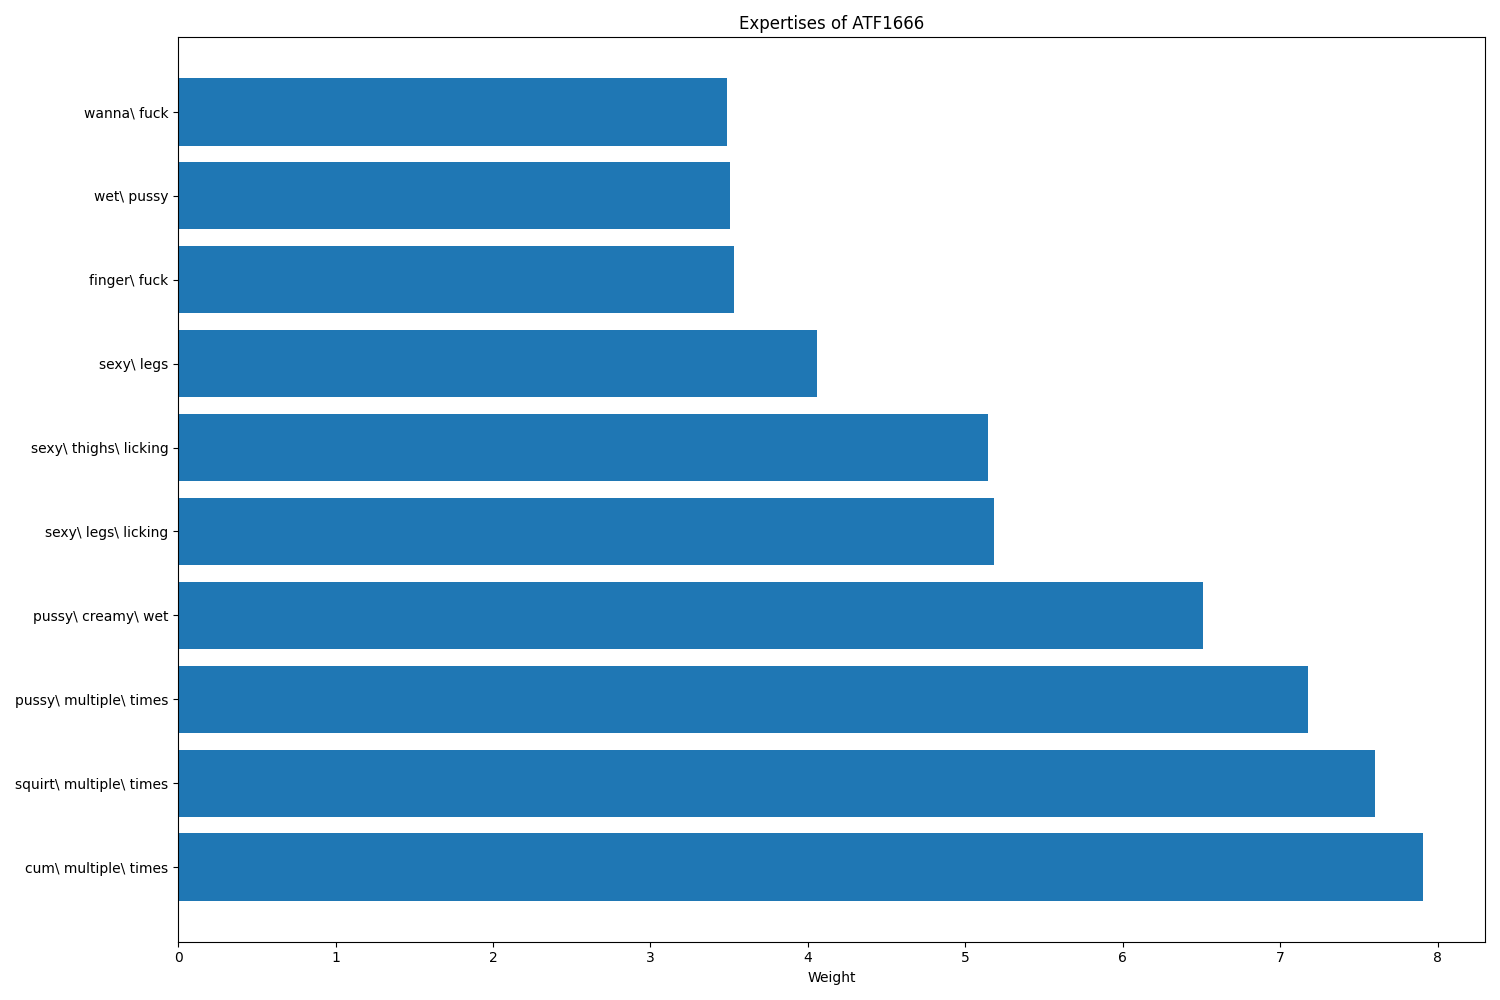 Expertises of ATF1666
wanna\ fuck
wet\ pussy
finger\ fuck
sexy\ legs
sexy\ thighs\ licking
sexy\ legs\ licking
pussy\ creamy\ wet
pussy\ multiple\ times
squirt\ multiple\ times
cum\ multiple\ times
0 1 2 3 4 5 6 7 8
Weight